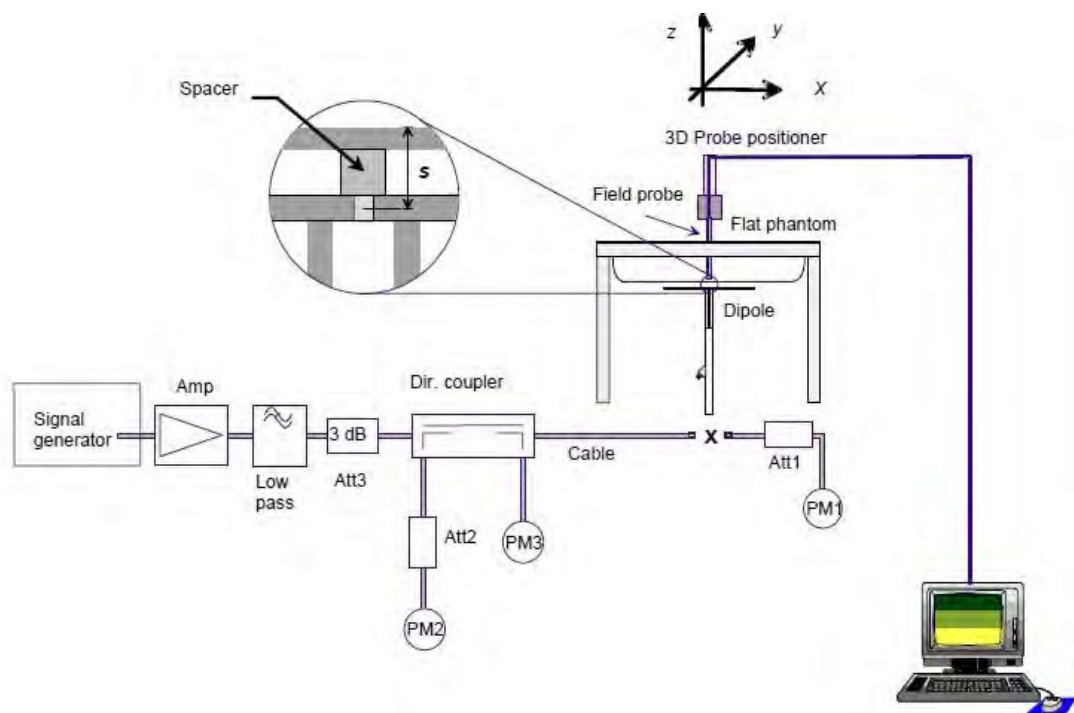 z
y
x
Spacer
s
3D Probe positioner
Field probe
Flat phantom
Dipole
Dir. coupler
Amp
Signal
generator
3 dB
Low
pass
Att3
Cable
x
Att1
PM1
Att2
PM3
PM2